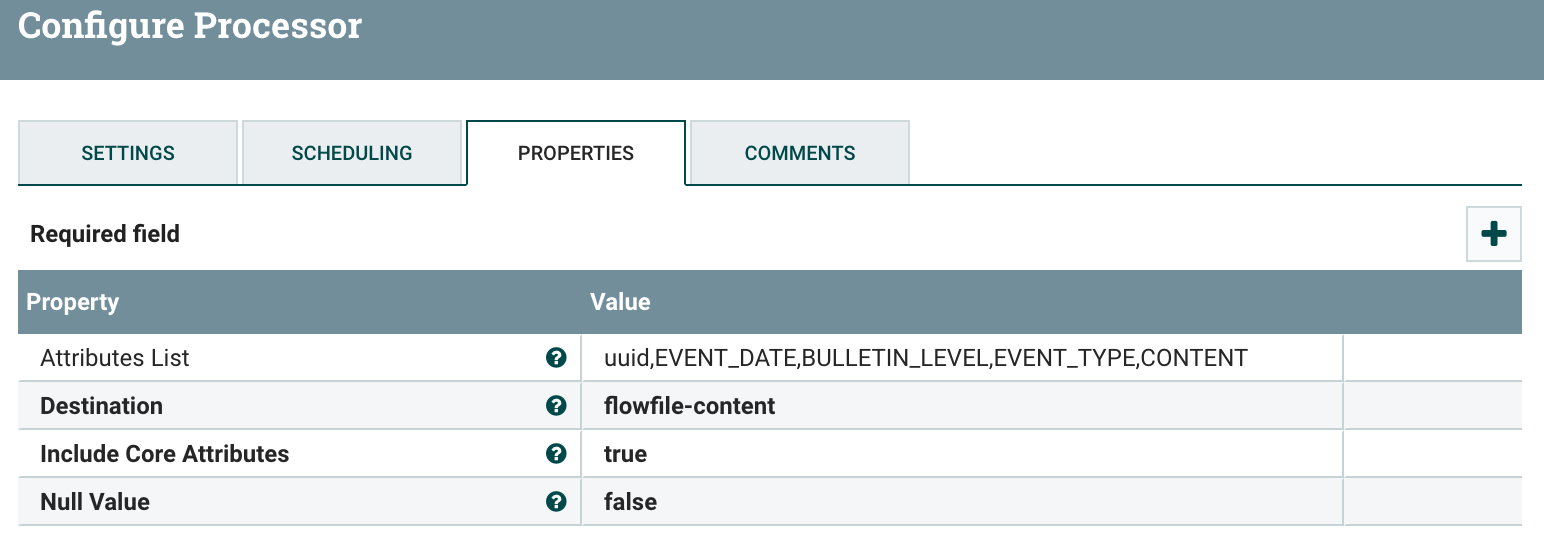 Configure Processor
SETTINGS SCHEDULING PROPERTIES COMMENTS
Required field
Property Value
Attributes List uuid,EVENT_DATE,BULLETIN_LEVEL,EVENT_TYPE,CONTENT
Destination flowfile-content
Include Core Attributes true
Null Value false